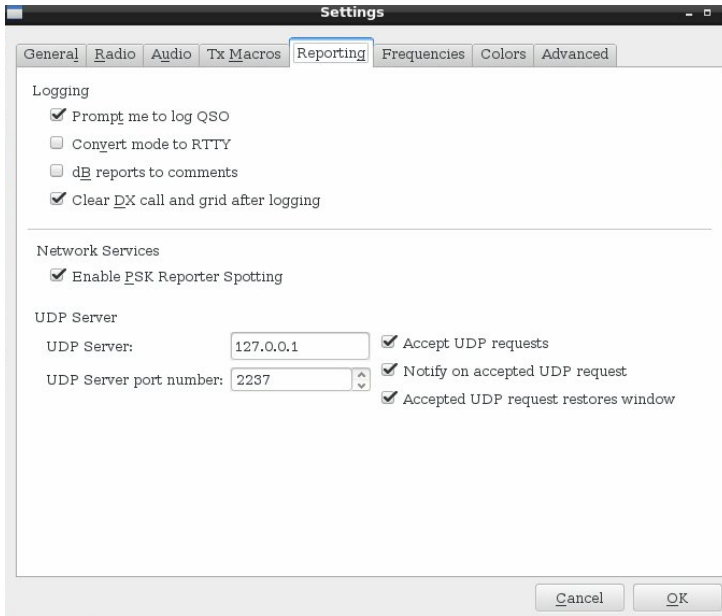 Settings
General Radio Audio Tx Macros Reporting Frequencies Colors Advanced
Logging
Prompt me to log QSO
Convert mode to RTTY
dB reports to comments
Clear DX call and grid after logging
Network Services
Enable PSK Reporter Spotting
UDP Server
UDP Server: 127.0.0.1
Accept UDP requests
UDP Server port number: 2237
Notify on accepted UDP request
Accepted UDP request restores window
Cancel OK